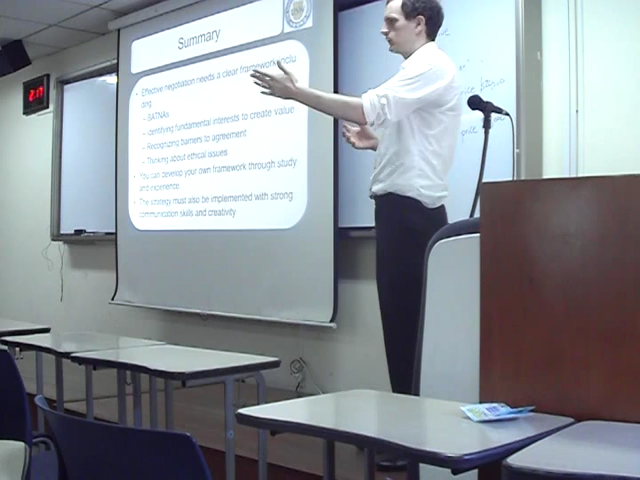 Summary
• Effective negotiation needs a clear framework inclu
ding
– BATNAs
– Identifying fundamental interests to create value
– Recognizing barriers to agreement
– Thinking about ethical issues
• You can develop your own framework through study
and experience
• The strategy must also be implemented with strong
communication skills and creativity